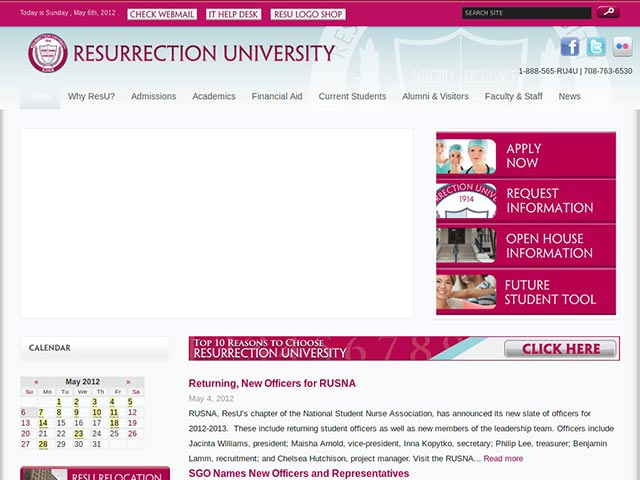 Today is Sunday , May 6th, 2012 .
CHECK WEBMAIL
IT HELP DESK
RESU LOGO SHOP
SEARCH SITE
RESURRECTION UNIVERSITY
INTEGRITY EXCELLENCE
1-888-565-RU4U | 708-763-6530
Home
Why ResU?
Admissions
Academics
Financial Aid
Current Students
Alumni & Visitors
Faculty & Staff
News
APPLY
NOW
1914
REQUEST
INFORMATION
OPEN HOUSE
INFORMATION
FUTURE
STUDENT TOOL
CALENDAR
TOP 10 REASONS TO CHOOSE
RESURRECTION UNIVERSITY
CLICK HERE
« May 2012 »
Su Mo Tu We Th Fr Sa
1 2 3 4 5
6 7 8 9 10 11 12
13 14 15 16 17 18 19
20 21 22 23 24 25 26
27 28 29 30 31
RESU RELOCATION
Returning, New Officers for RUSNA
May 4, 2012
RUSNA, ResU's chapter of the National Student Nurse Association, has announced its new slate of officers for
2012-2013. These include returning student officers as well as new members of the leadership team. Officers include
Jacinta Williams, president; Maisha Arnold, vice-president, Inna Kopytko, secretary; Philip Lee, treasurer; Benjamin
Lamm, recruitment; and Chelsea Hutchison, project manager. Visit the RUSNA... Read more
SGO Names New Officers and Representatives